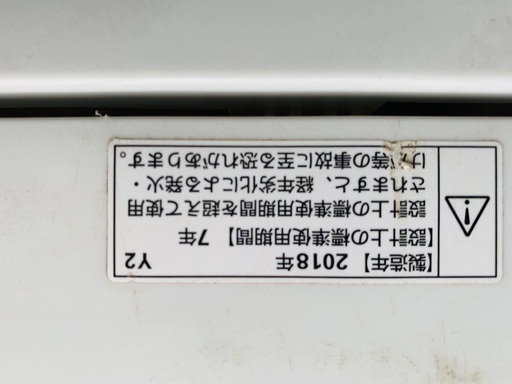 【製造年】2018年 Y2
【設計上の標準使用期間】7年
設計上の標準使用期間を超えて使用
されますと、経年劣化による発火・
けが等の事故に至る恐れがあります。